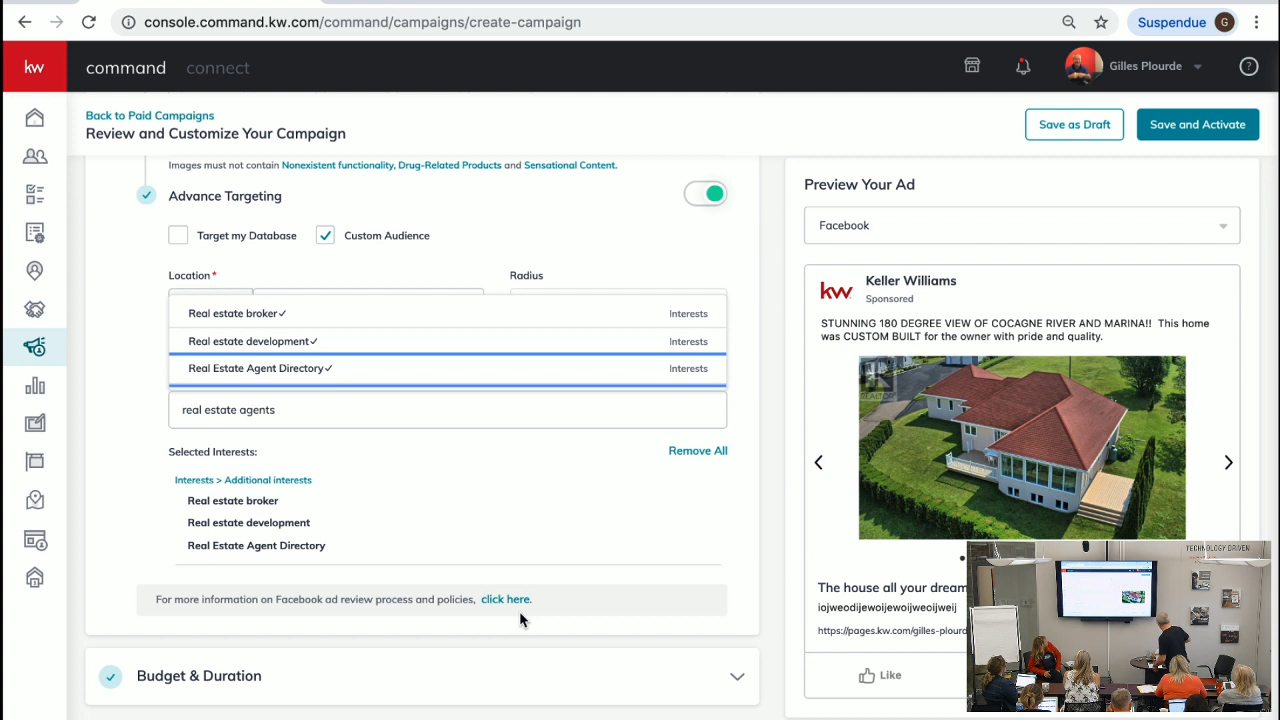 console.command.kw.com/command/campaigns/create-campaign
Suspendue G
kw
command connect
Gilles Plourde
?
Back to Paid Campaigns
Review and Customize Your Campaign
Save as Draft
Save and Activate
Images must not contain Nonexistent functionality, Drug-Related Products and Sensational Content.
Advance Targeting
Target my Database
Custom Audience
Location*
Radius
Real estate broker✓ Interests
Real estate development✓ Interests
Real Estate Agent Directory✓ Interests
real estate agents
Selected Interests:
Remove All
Interests > Additional interests
Real estate broker
Real estate development
Real Estate Agent Directory
For more information on Facebook ad review process and policies, click here.
Budget & Duration
Preview Your Ad
Facebook
kw
Keller Williams
Sponsored
STUNNING 180 DEGREE VIEW OF COCAGNE RIVER AND MARINA!! This home
was CUSTOM BUILT for the owner with pride and quality.
REALTOR
The house all your dream
iojweodijewoijewoijweoijweij
https://pages.kw.com/gilles-plourd
Like
TECHNOLOGY DRIVEN